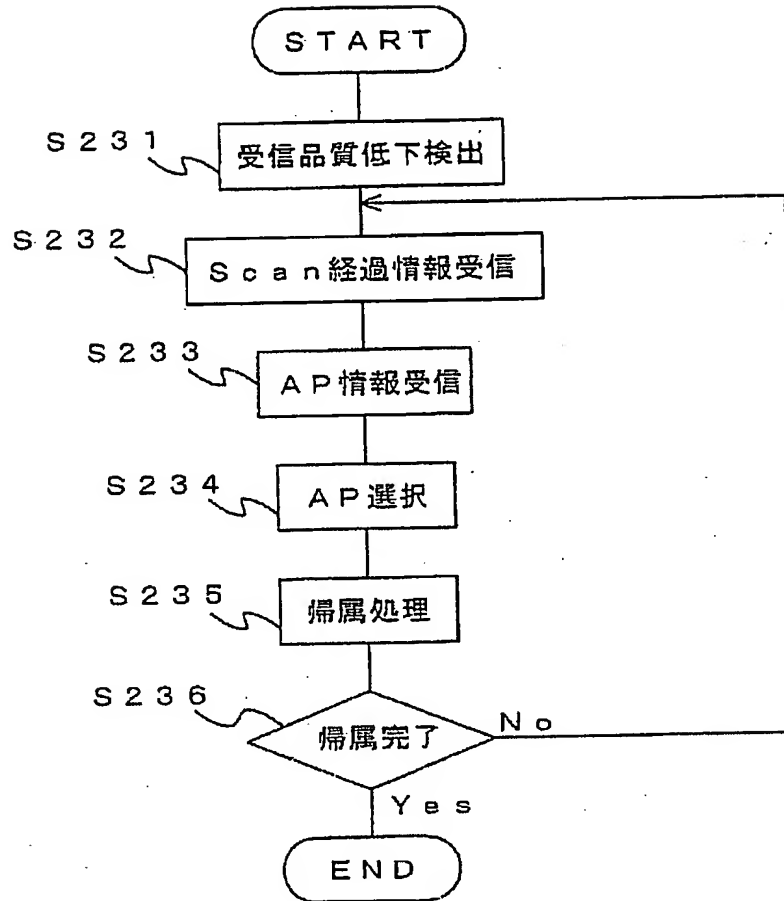 START
S231
受信品質低下検出
S232
Scan経過情報受信
S233
AP情報受信
S234
AP選択
S235
帰属処理
S236
帰属完了
No
Yes
END